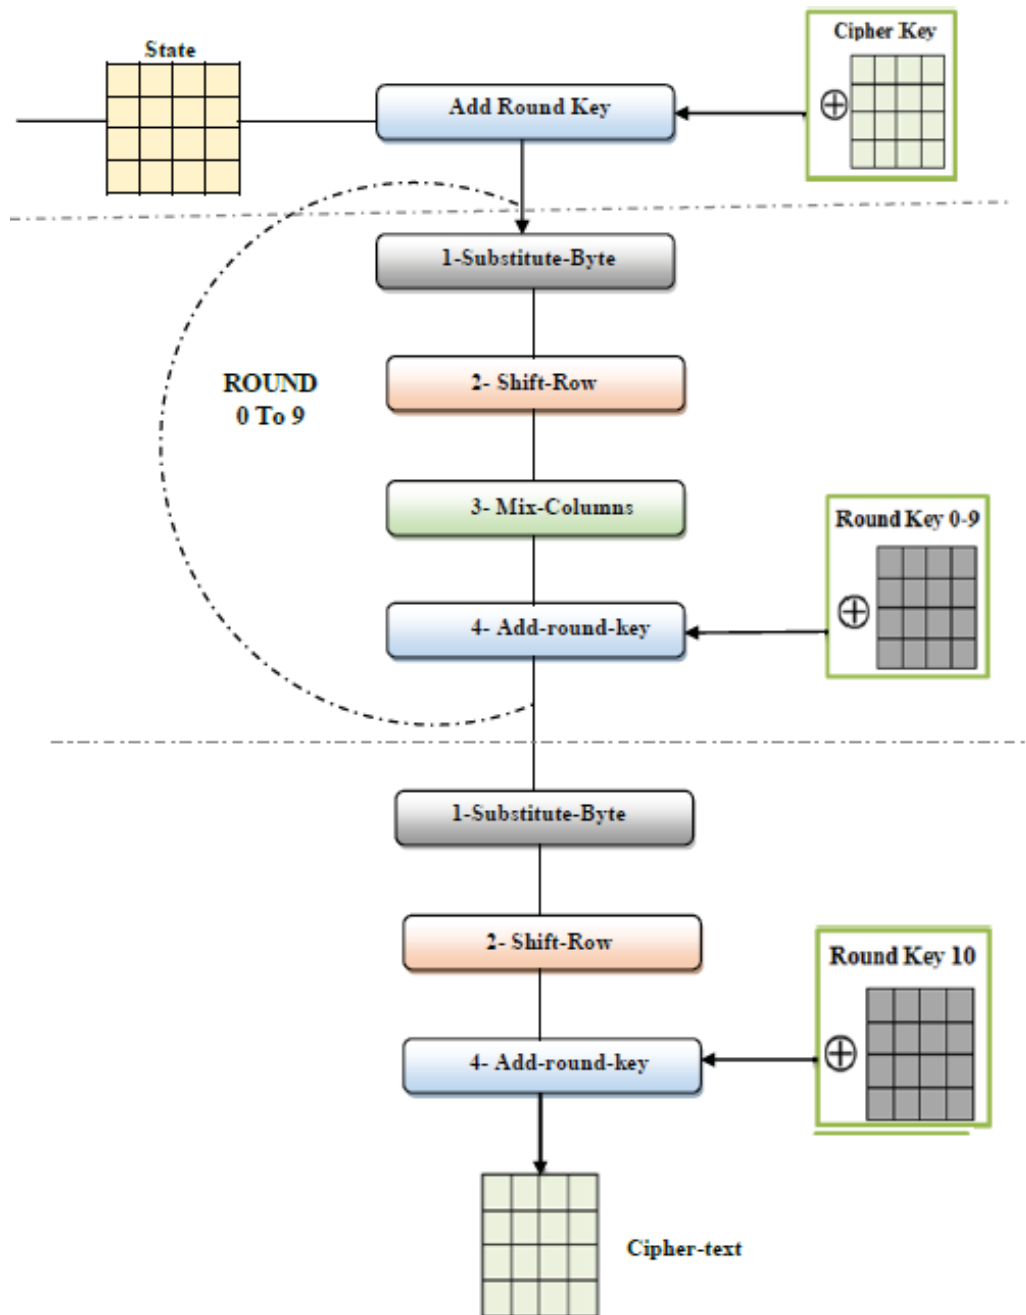 State
Cipher Key
Add Round Key
1-Substitute-Byte
2- Shift-Row
ROUND
0 To 9
3- Mix-Columns
Round Key 0-9
4- Add-round-key
1-Substitute-Byte
2- Shift-Row
Round Key 10
4- Add-round-key
Cipher-text